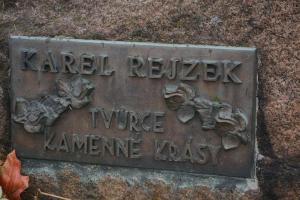 KAREL REJZEK
TVŮRCE
KAMENNÉ KRÁSY